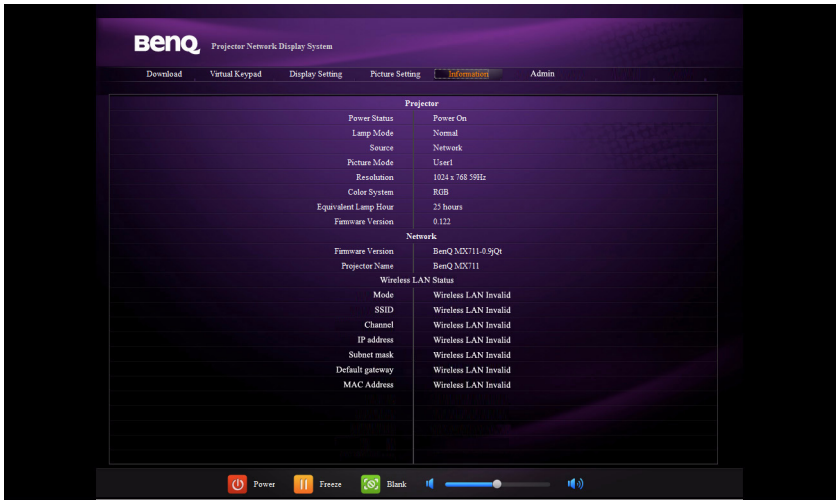 BenQ Projector Network Display System
Download Virtual Keypad Display Setting Picture Setting Information Admin
Projector
Power Status Power On
Lamp Mode Normal
Source Network
Picture Mode User1
Resolution 1024 x 768 59Hz
Color System RGB
Equivalent Lamp Hour 25 hours
Firmware Version 0.122
Network
Firmware Version BenQ MX711-0.9jQt
Projector Name BenQ MX711
Wireless LAN Status
Mode Wireless LAN Invalid
SSID Wireless LAN Invalid
Channel Wireless LAN Invalid
IP address Wireless LAN Invalid
Subnet mask Wireless LAN Invalid
Default gateway Wireless LAN Invalid
MAC Address Wireless LAN Invalid
Power Freeze Blank